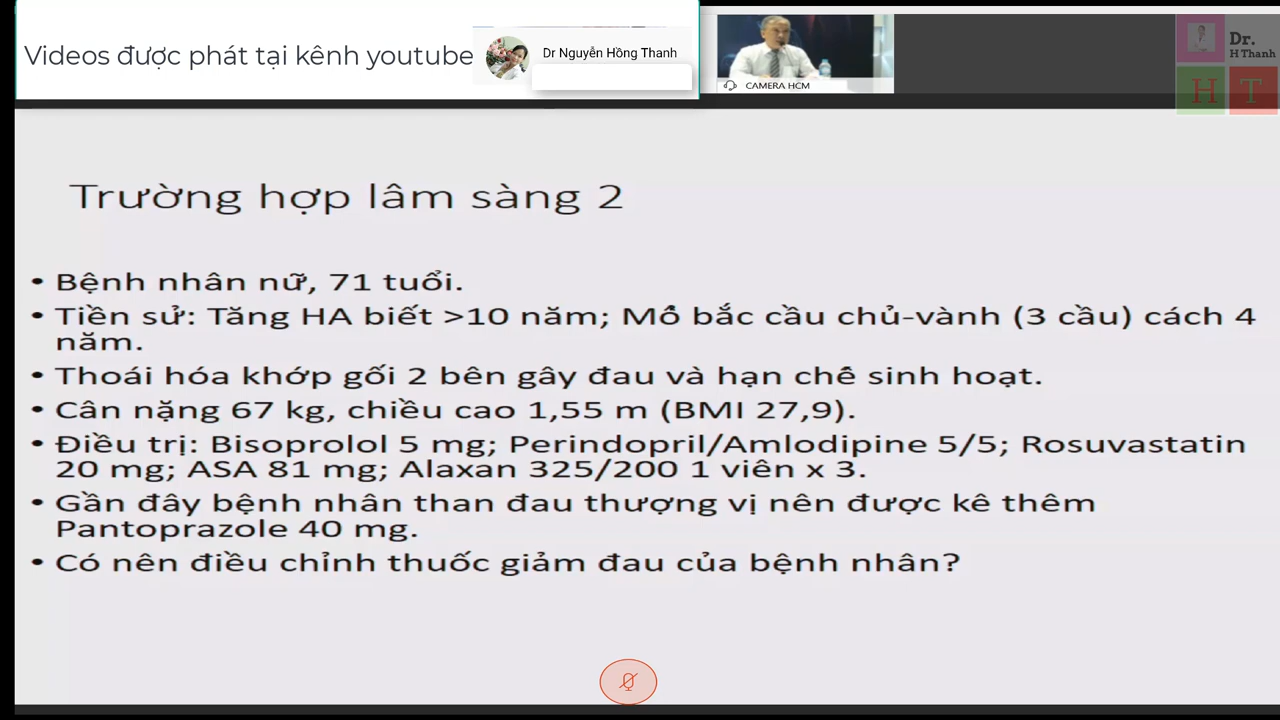 Videos được phát tại kênh youtube
Dr Nguyễn Hồng Thanh
CAMERA HCM
Dr.
H Thanh
H T
Trường hợp lâm sàng 2
• Bệnh nhân nữ, 71 tuổi.
• Tiền sử: Tăng HA biết >10 năm; Mổ bắc cầu chủ-vành (3 cầu) cách 4
năm.
• Thoái hóa khớp gối 2 bên gây đau và hạn chế sinh hoạt.
• Cân nặng 67 kg, chiều cao 1,55 m (BMI 27,9).
• Điều trị: Bisoprolol 5 mg; Perindopril/Amlodipine 5/5; Rosuvastatin
20 mg; ASA 81 mg; Alaxan 325/200 1 viên x 3.
• Gần đây bệnh nhân than đau thượng vị nên được kê thêm
Pantoprazole 40 mg.
• Có nên điều chỉnh thuốc giảm đau của bệnh nhân?